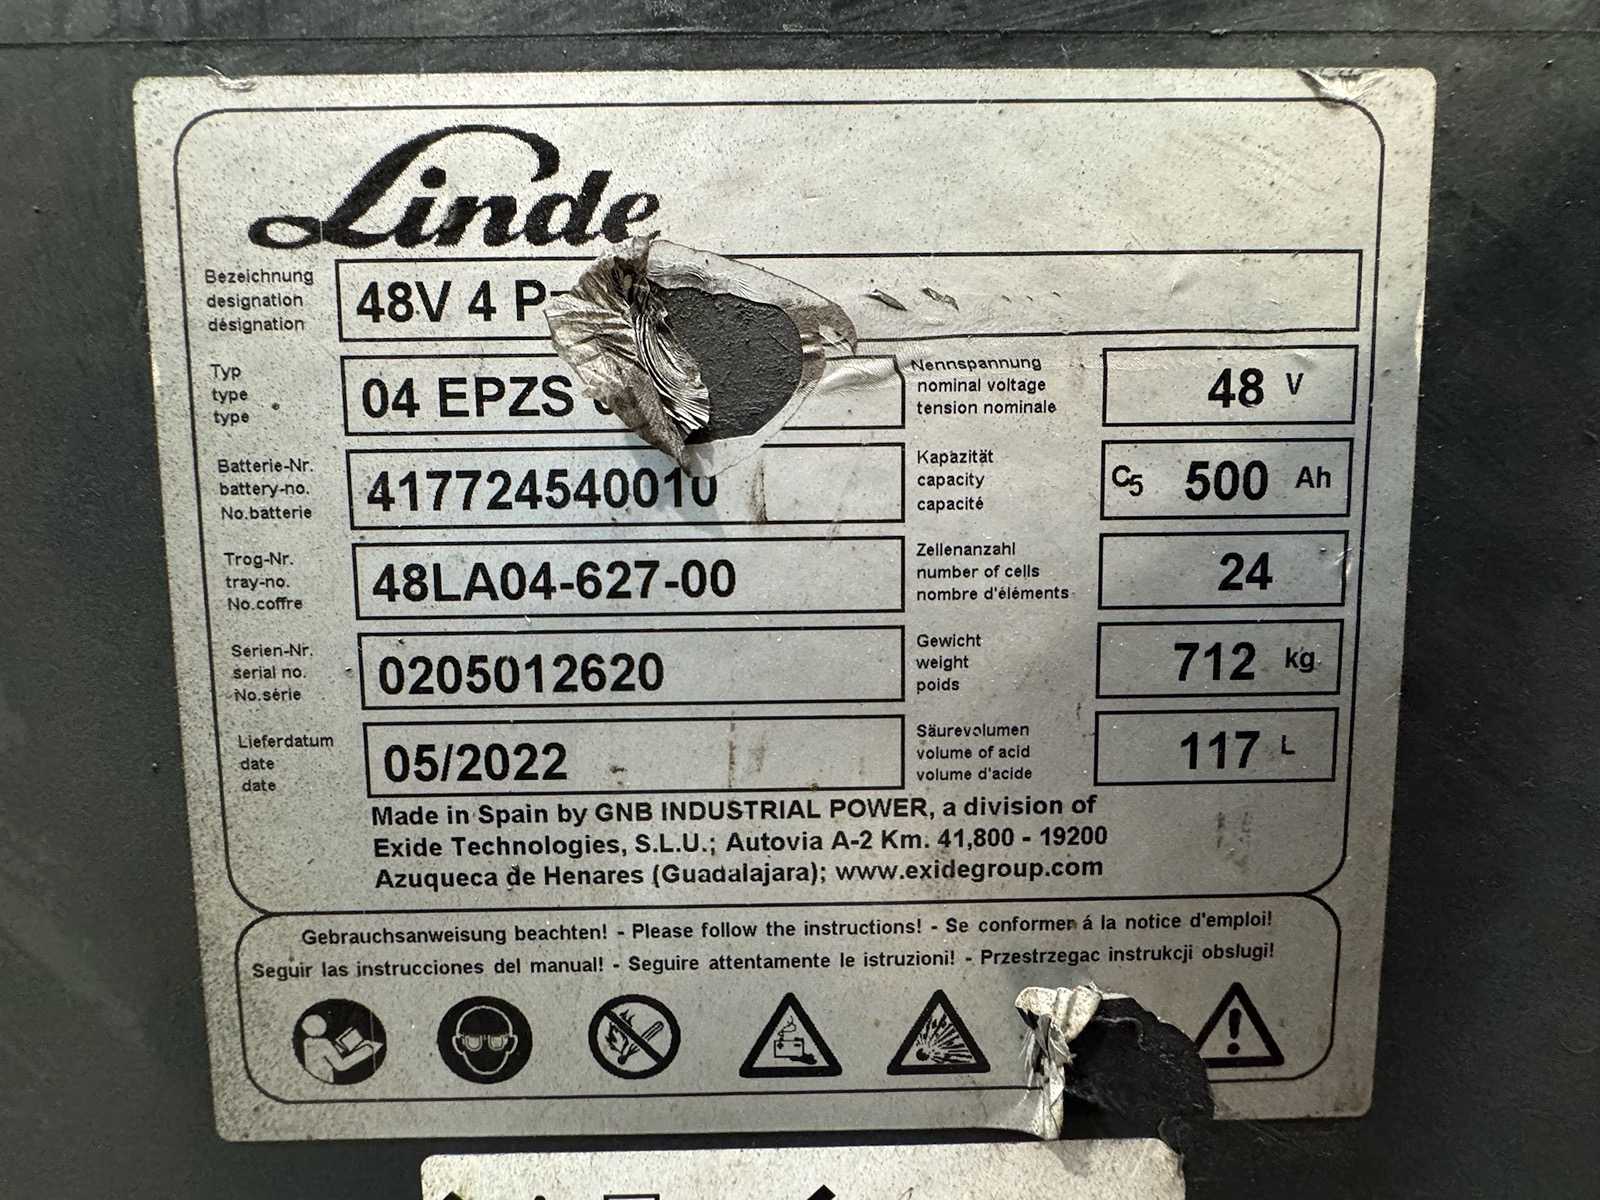 Linde
Bezeichnung
designation
désignation
48V 4
Typ
type
type
04 EPZS
Nennspannung
nominal voltage
tension nominale
48 V
Batterie-Nr.
battery-no.
No.batterie
417724540010
Kapazität
capacity
capacité
C5 500 Ah
Trog-Nr.
tray-no.
No.coffre
48LA04-627-00
Zellenanzahl
number of cells
nombre d'éléments
24
Serien-Nr.
serial no.
No.série
0205012620
Gewicht
weight
poids
712 kg
Lieferdatum
date
date
05/2022
Säurevolumen
volume of acid
volume d'acide
117 L
Made in Spain by GNB INDUSTRIAL POWER, a division of
Exide Technologies, S.L.U.; Autovia A-2 Km. 41,800 - 19200
Azuqueca de Henares (Guadalajara); www.exidegroup.com
Gebrauchsanweisung beachten! - Please follow the instructions! - Se conformer á la notice d'emploi!
Seguir las instrucciones del manual! - Seguire attentamente le istruzioni! - Przestrzegac instrukcji obslugi!